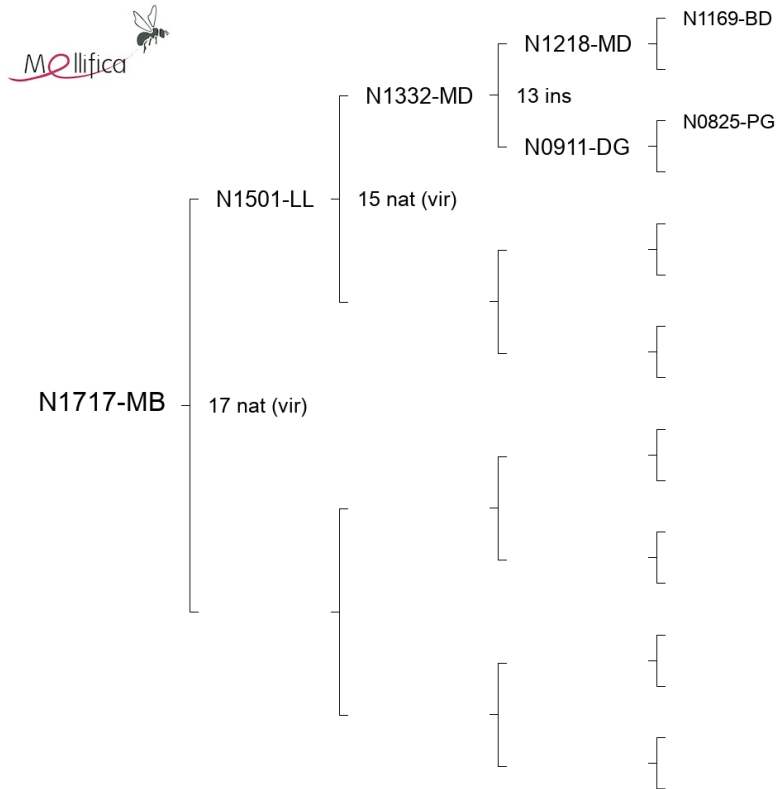 Mellifica
N1169-BD
N1218-MD
N1332-MD
13 ins
N0825-PG
N0911-DG
N1501-LL
15 nat (vir)
N1717-MB
17 nat (vir)